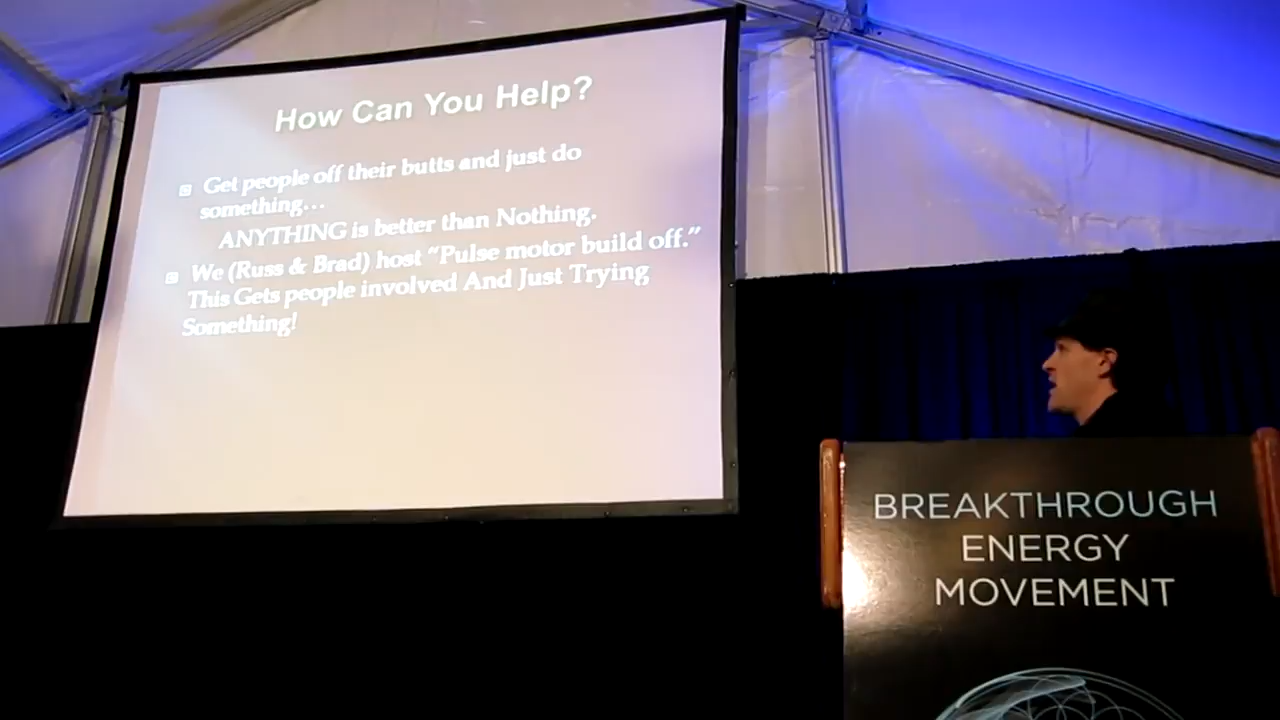 How Can You Help?
Get people off their butts and just do
something...
ANYTHING is better than Nothing.
We (Russ & Brad) host “Pulse motor build off.”
This Gets people involved And Just Trying
Something!
BREAKTHROUGH
ENERGY
MOVEMENT